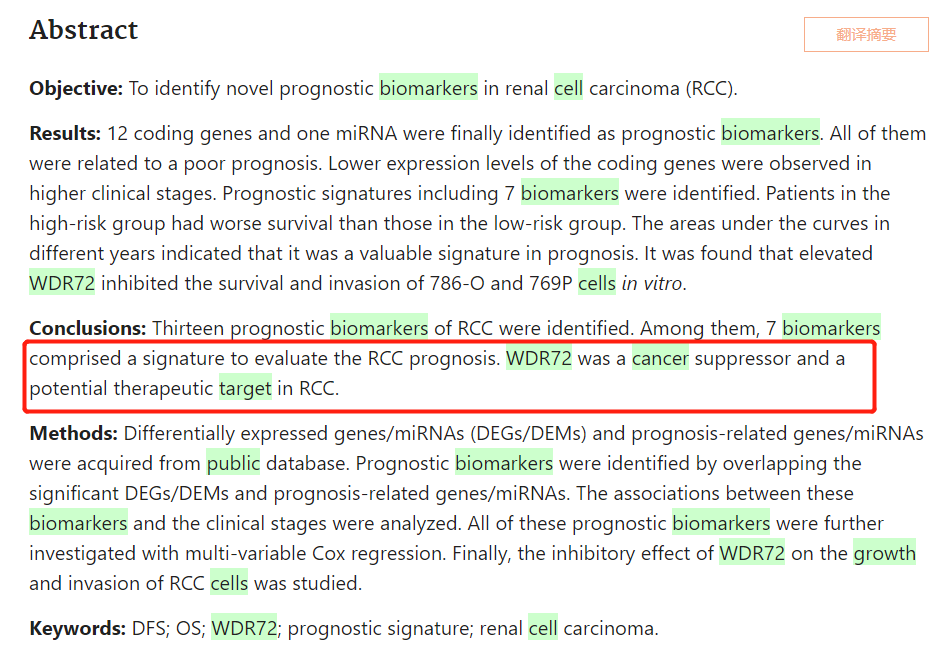 Abstract
翻译摘要
Objective: To identify novel prognostic biomarkers in renal cell carcinoma (RCC).
Results: 12 coding genes and one miRNA were finally identified as prognostic biomarkers. All of them
were related to a poor prognosis. Lower expression levels of the coding genes were observed in
higher clinical stages. Prognostic signatures including 7 biomarkers were identified. Patients in the
high-risk group had worse survival than those in the low-risk group. The areas under the curves in
different years indicated that it was a valuable signature in prognosis. It was found that elevated
WDR72 inhibited the survival and invasion of 786-O and 769P cells in vitro.
Conclusions: Thirteen prognostic biomarkers of RCC were identified. Among them, 7 biomarkers
comprised a signature to evaluate the RCC prognosis. WDR72 was a cancer suppressor and a
potential therapeutic target in RCC.
Methods: Differentially expressed genes/miRNAs (DEGs/DEMs) and prognosis-related genes/miRNAs
were acquired from public database. Prognostic biomarkers were identified by overlapping the
significant DEGs/DEMs and prognosis-related genes/miRNAs. The associations between these
biomarkers and the clinical stages were analyzed. All of these prognostic biomarkers were further
investigated with multi-variable Cox regression. Finally, the inhibitory effect of WDR72 on the growth
and invasion of RCC cells was studied.
Keywords: DFS; OS; WDR72; prognostic signature; renal cell carcinoma.